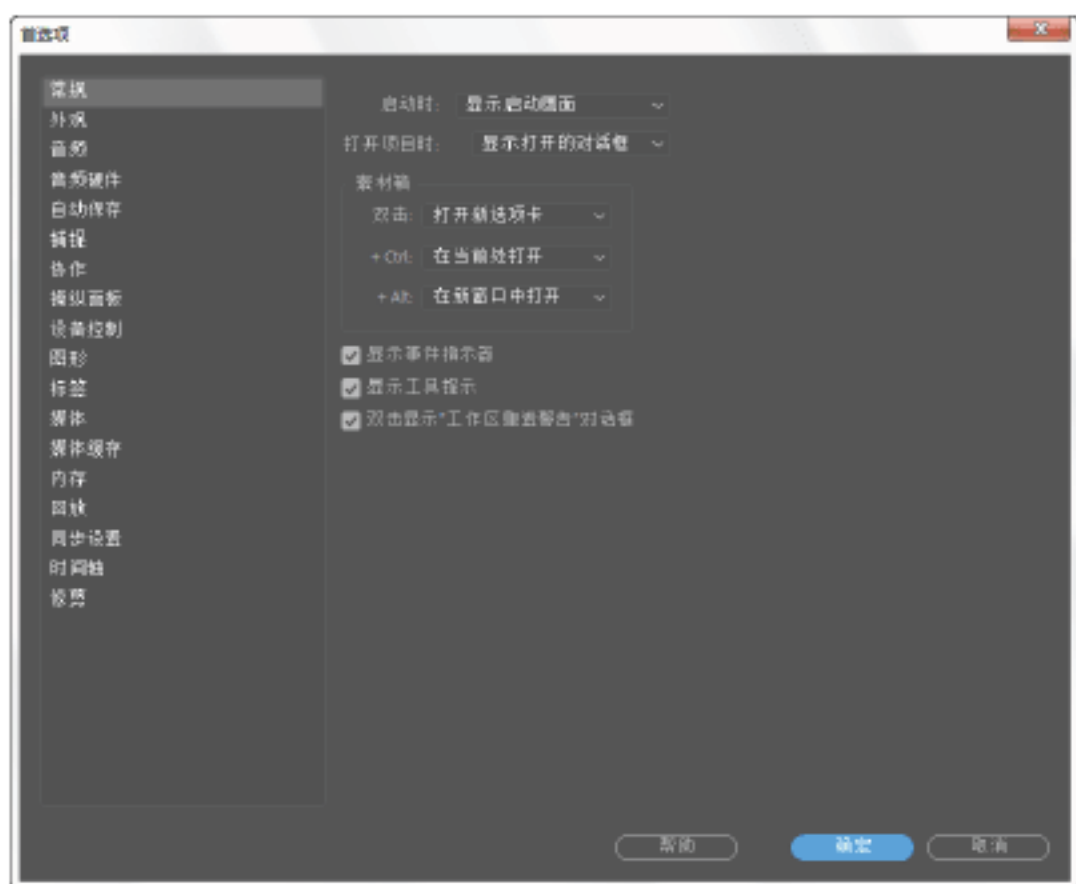 首选项
常规
外观
音频
音频硬件
自动保存
捕捉
协作
操纵面板
设备控制
图形
标签
媒体
媒体缓存
内存
回放
同步设置
时间轴
修剪
启动时: 显示启动画面
打开项目时: 显示打开的对话框
素材箱
双击: 打开新选项卡
+ Ctrl: 在当前处打开
+ Alt: 在新窗口中打开
显示事件指示器
显示工具提示
双击显示"工作区重置警告"对话框
帮助 确定 取消